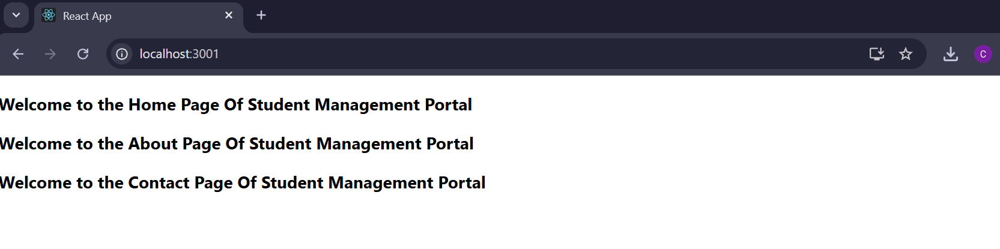 React App
localhost:3001
C
Welcome to the Home Page Of Student Management Portal
Welcome to the About Page Of Student Management Portal
Welcome to the Contact Page Of Student Management Portal